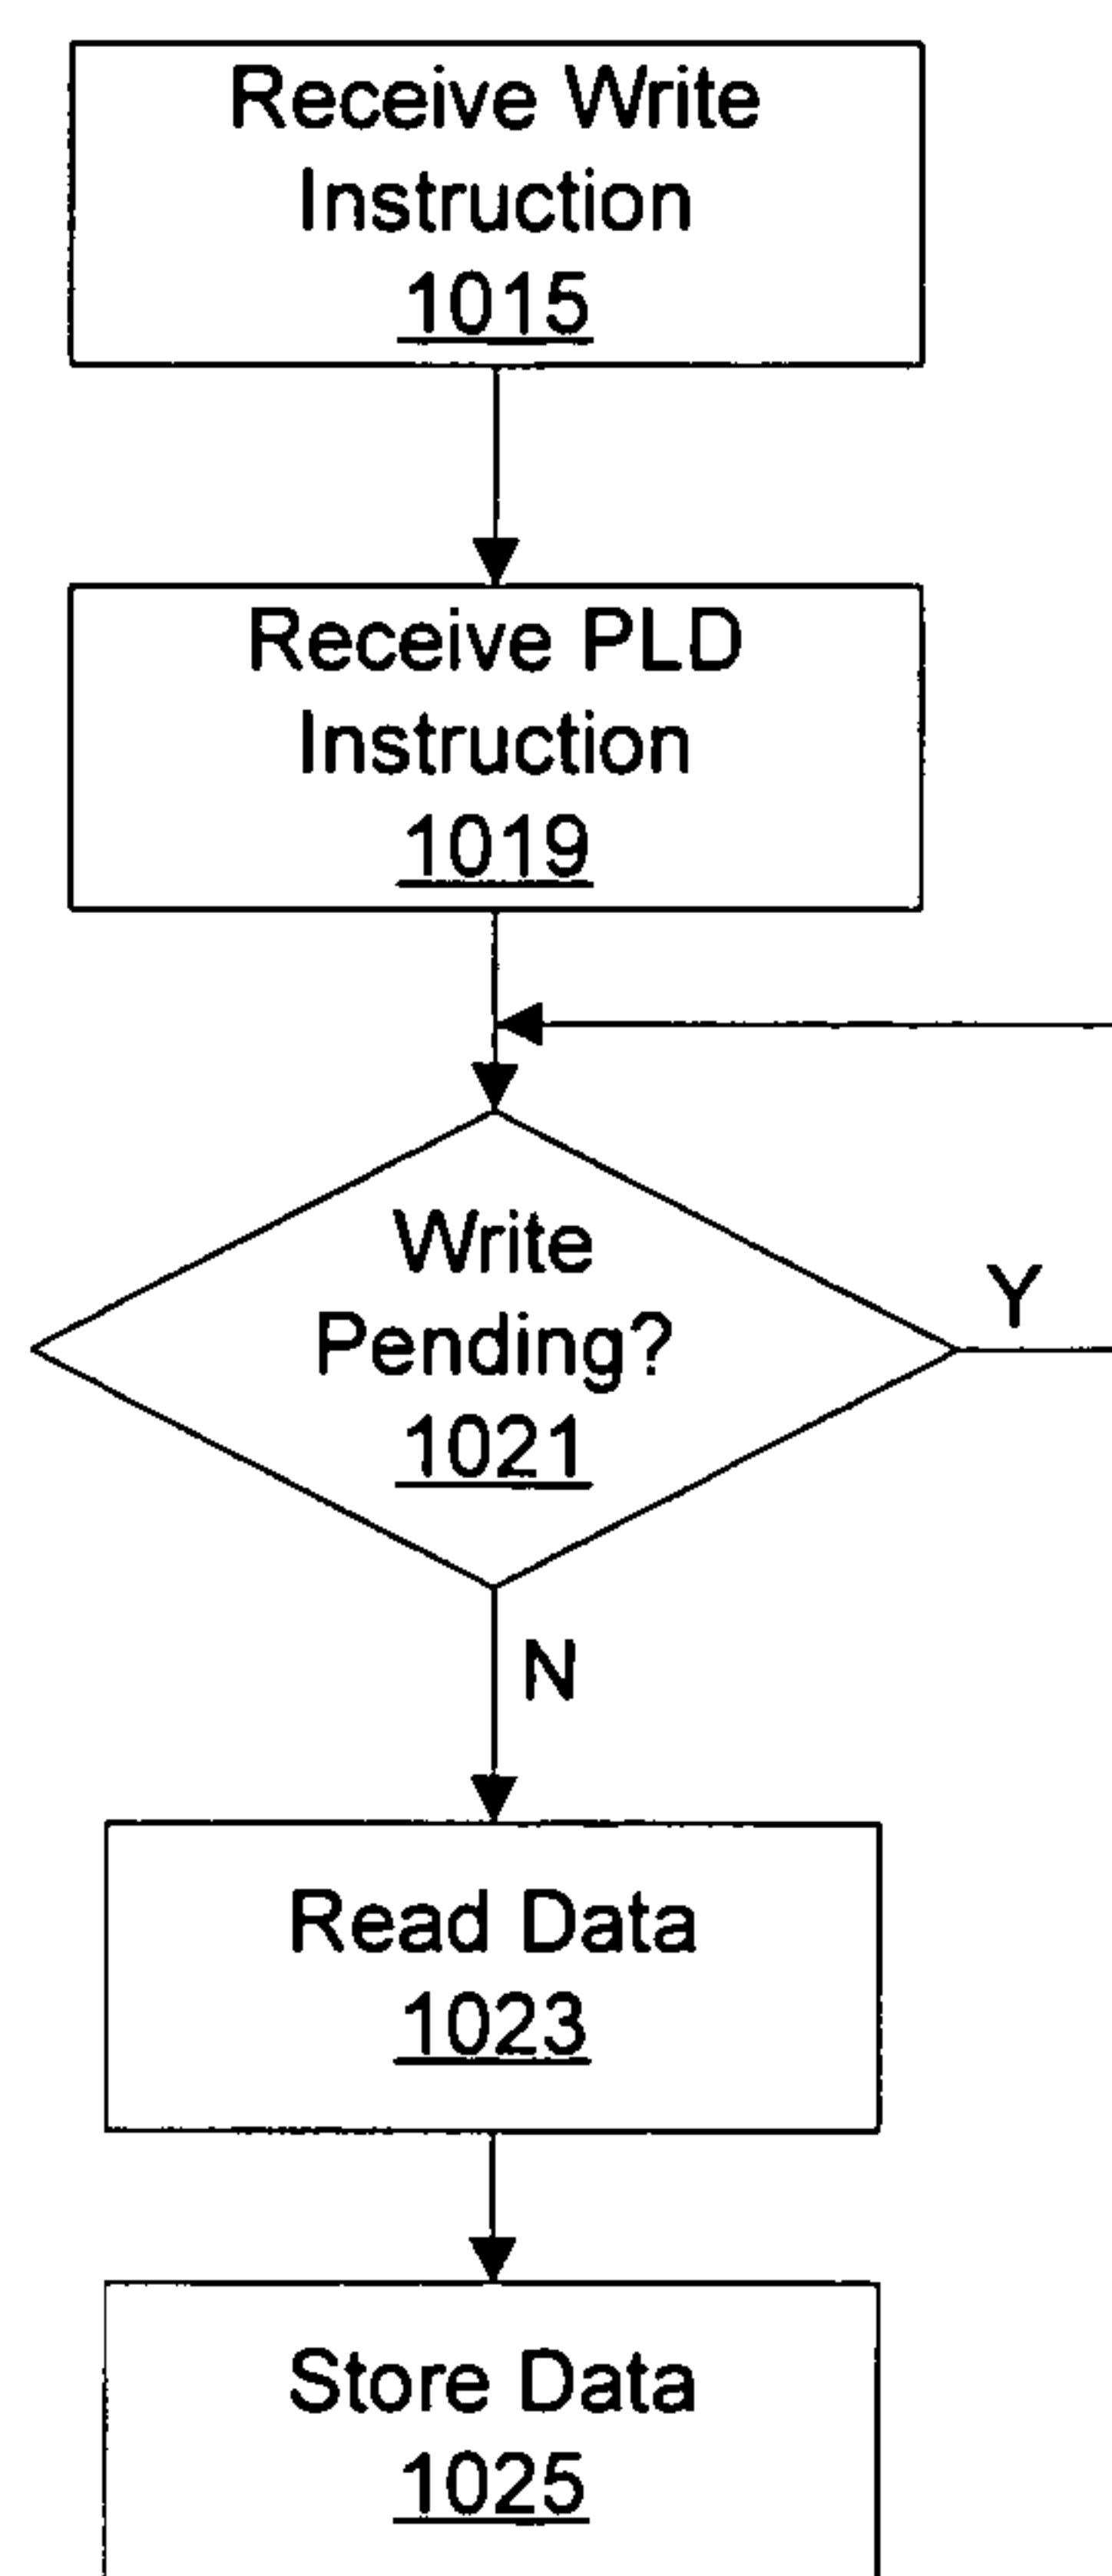 Receive Write
Instruction
1015
Receive PLD
Instruction
1019
Write
Pending?
1021
Y
N
Read Data
1023
Store Data
1025